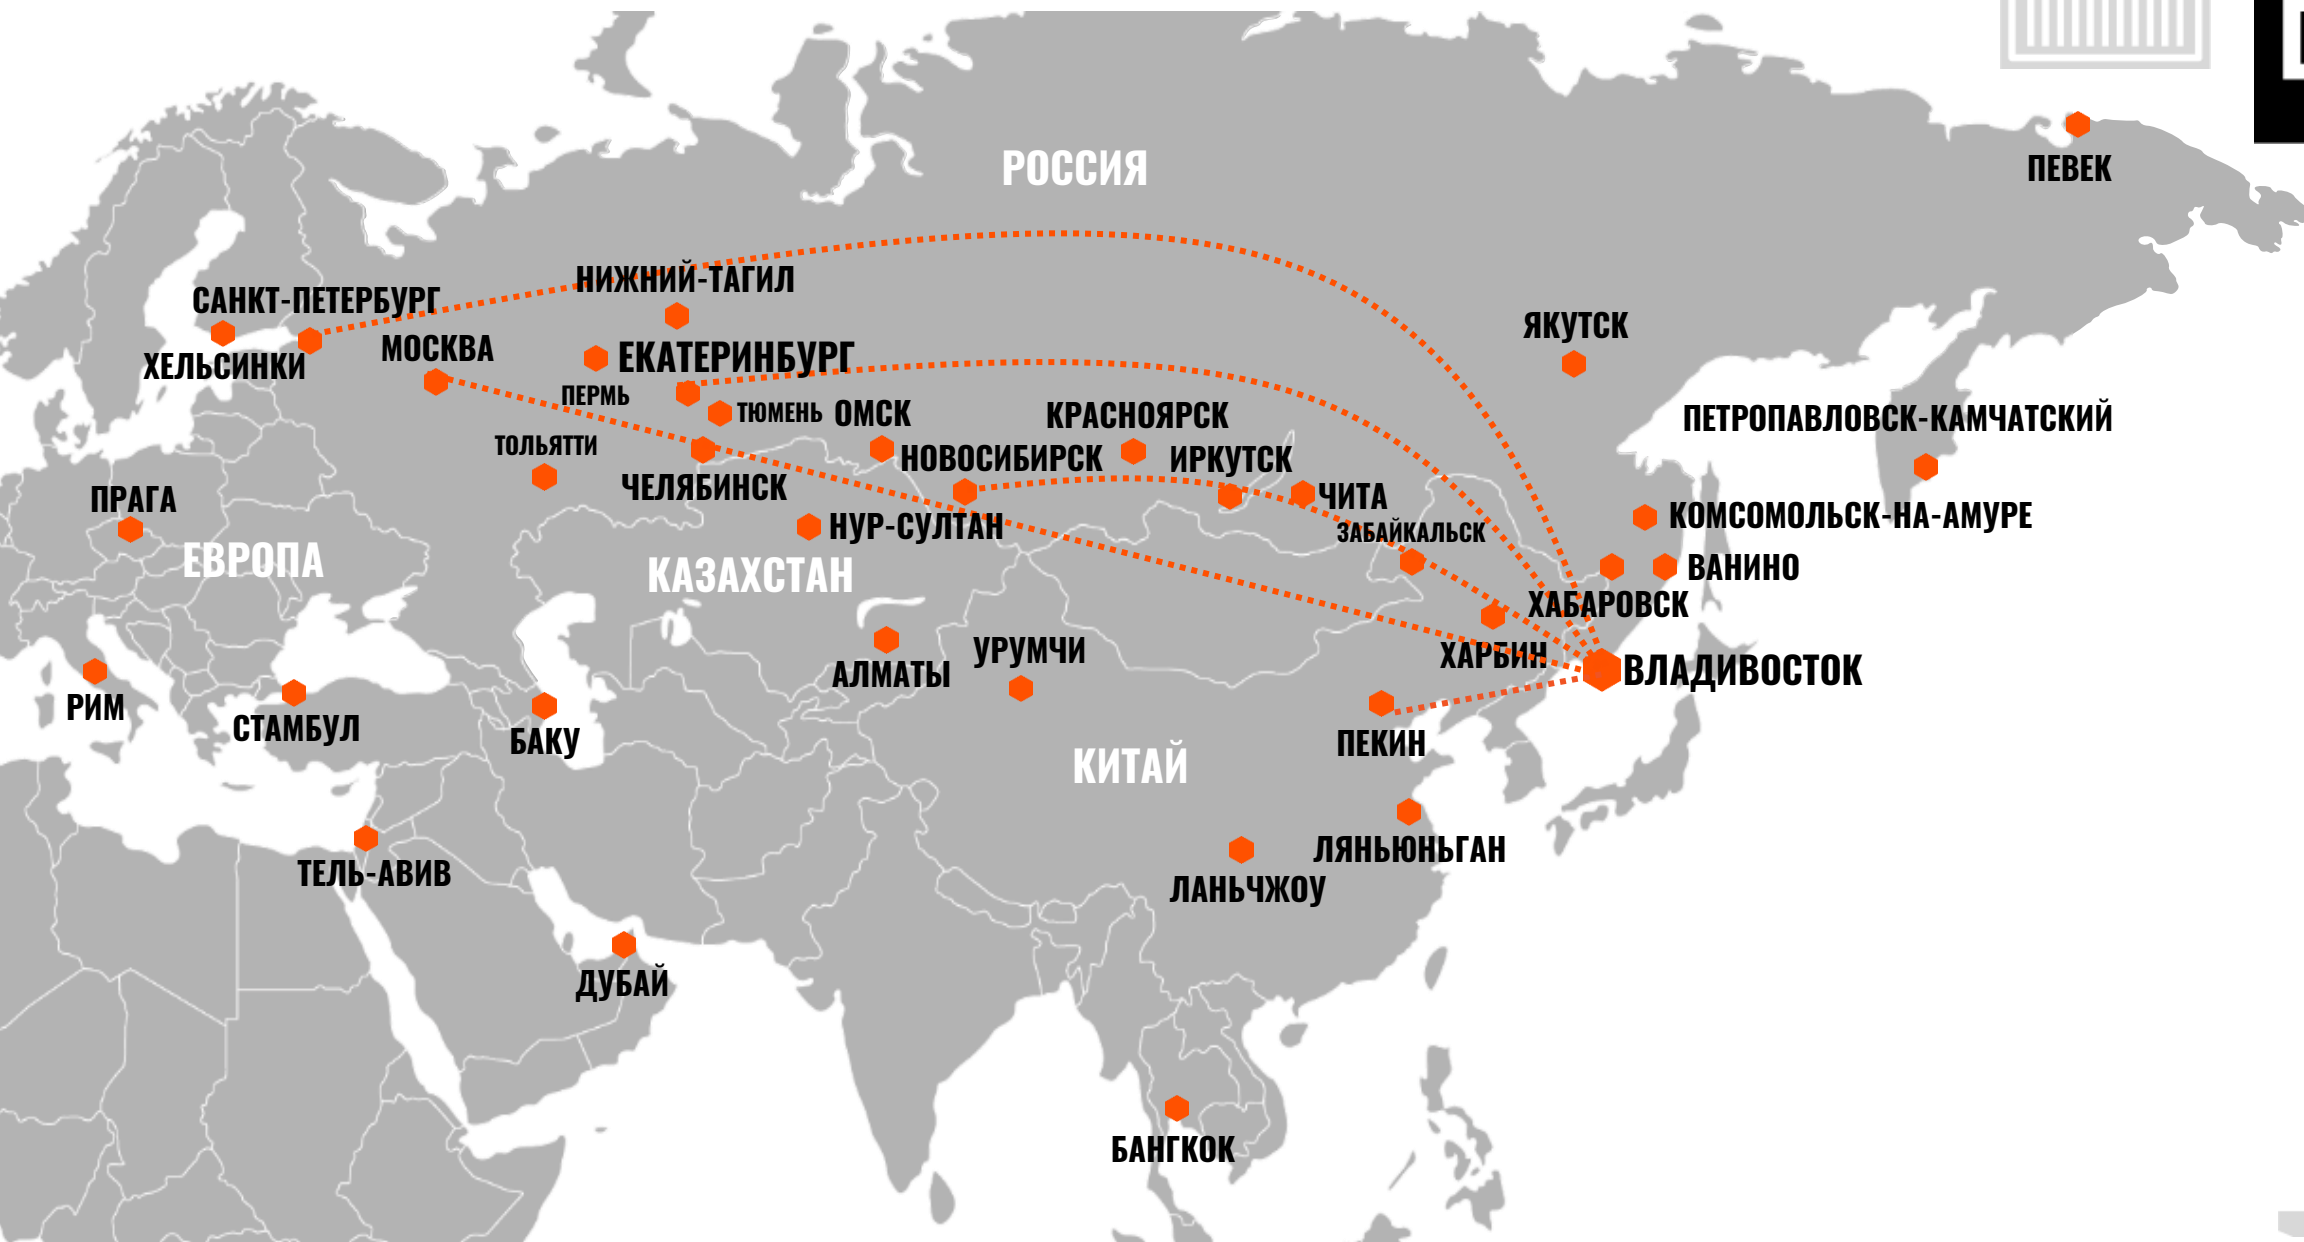 РОССИЯ
ПЕВЕК
НИЖНИЙ-ТАГИЛ
САНКТ-ПЕТЕРБУРГ
ЯКУТСК
МОСКВА
ЕКАТЕРИНБУРГ
ХЕЛЬСИНКИ
ПЕРМЬ
ТЮМЕНЬ
ОМСК
КРАСНОЯРСК
ПЕТРОПАВЛОВСК-КАМЧАТСКИЙ
ТОЛЬЯТТИ
НОВОСИБИРСК
ИРКУТСК
ЧЕЛЯБИНСК
ЧИТА
ПРАГА
КОМСОМОЛЬСК-НА-АМУРЕ
НУР-СУЛТАН
ЗАБАЙКАЛЬСК
ЕВРОПА
КАЗАХСТАН
ВАНИНО
ХАБАРОВСК
УРУМЧИ
ХАРБИН
АЛМАТЫ
ВЛАДИВОСТОК
РИМ
СТАМБУЛ
БАКУ
ПЕКИН
КИТАЙ
ЛЯНЬЮНЬГАН
ТЕЛЬ-АВИВ
ЛАНЬЧЖОУ
ДУБАЙ
БАНГКОК